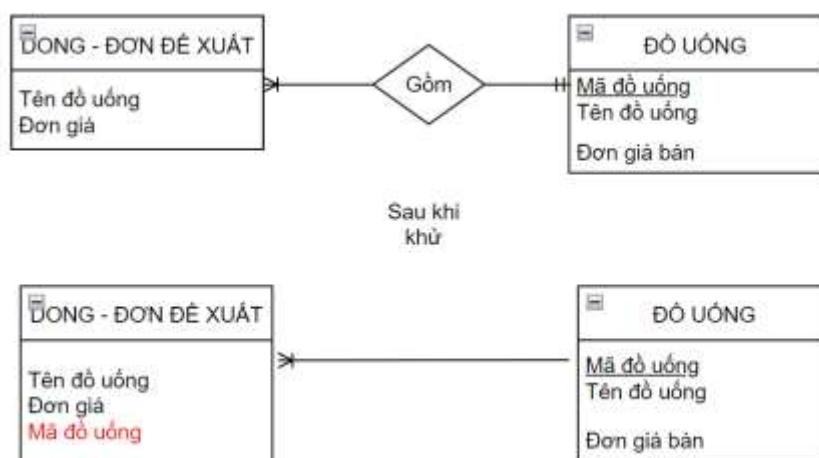 DONG - ĐƠN ĐỀ XUẤT
Tên đồ uống
Đơn giá
Gồm
ĐỒ UỐNG
Mã đồ uống
Tên đồ uống
Đơn giá bán
Sau khi
khử
DONG - ĐƠN ĐỀ XUẤT
Tên đồ uống
Đơn giá
Mã đồ uống
ĐỒ UỐNG
Mã đồ uống
Tên đồ uống
Đơn giá bán